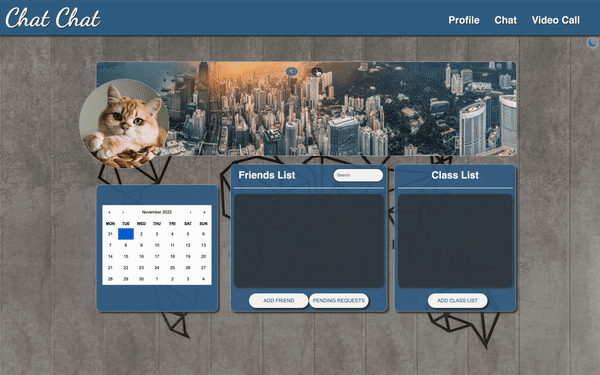 Chat Chat
Profile Chat Video Call
Friends List
Search
Class List
« ‹ November 2022 › »
MON TUE WED THU FRI SAT SUN
31 1 2 3 4 5 6
7 8 9 10 11 12 13
14 15 16 17 18 19 20
21 22 23 24 25 26 27
28 29 30 1 2 3 4
ADD FRIEND
PENDING REQUESTS
ADD CLASS LIST